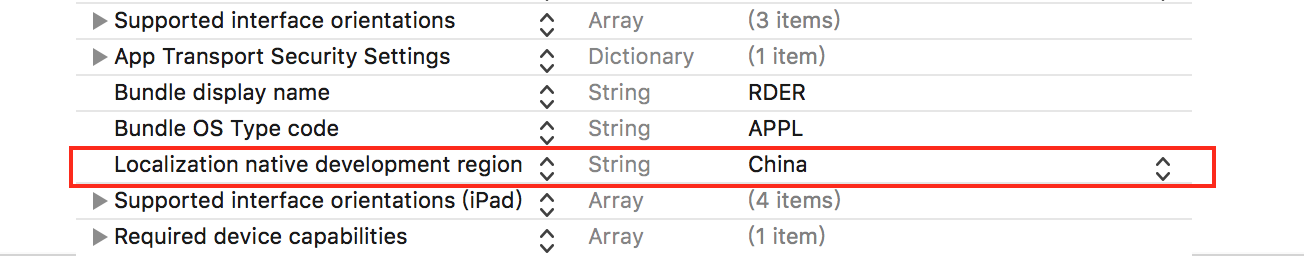 Supported interface orientations Array (3 items)
App Transport Security Settings Dictionary (1 item)
Bundle display name String RDER
Bundle OS Type code String APPL
Localization native development region String China
Supported interface orientations (iPad) Array (4 items)
Required device capabilities Array (1 item)